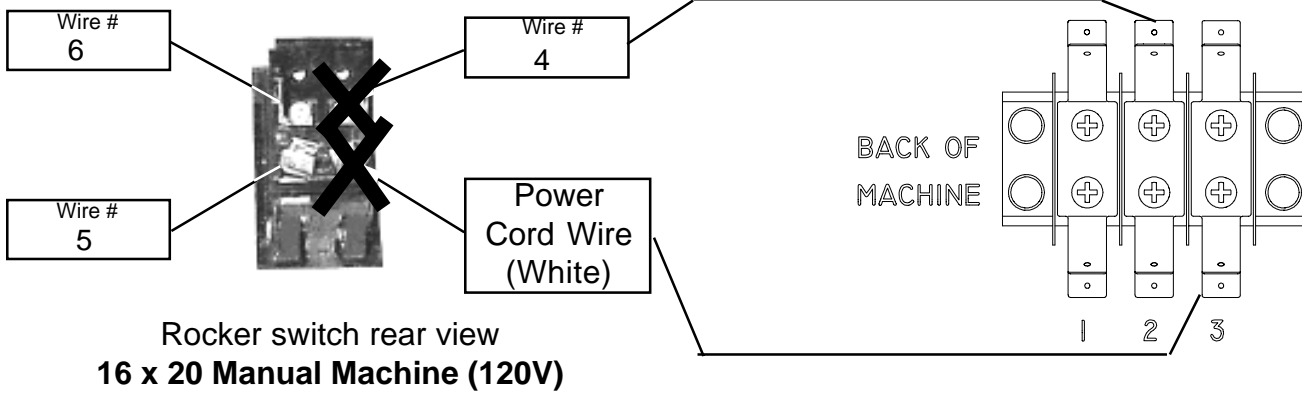 Wire #
6
Wire #
4
Wire #
5
Power
Cord Wire
(White)
BACK OF
MACHINE
1 2 3
Rocker switch rear view
16 x 20 Manual Machine (120V)